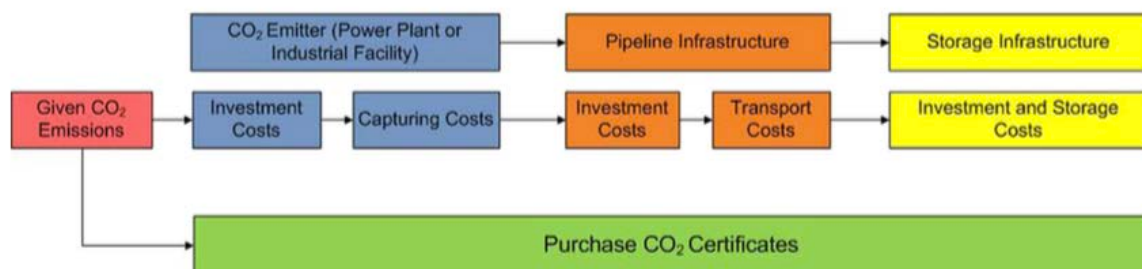 CO₂ Emitter (Power Plant or
Industrial Facility)
Pipeline Infrastructure
Storage Infrastructure
Given CO₂
Emissions
Investment
Costs
Capturing Costs
Investment
Costs
Transport
Costs
Investment and Storage
Costs
Purchase CO₂ Certificates